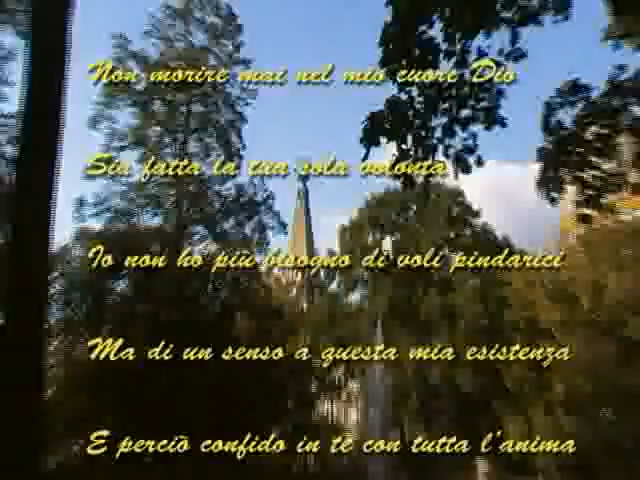 Non morire mai nel mio cuore Dio
Sia fatta la tua sola volonta
Io non ho più bisogno di voli pindarici
Ma di un senso a questa mia esistenza
E perciò confido in te con tutta l'anima